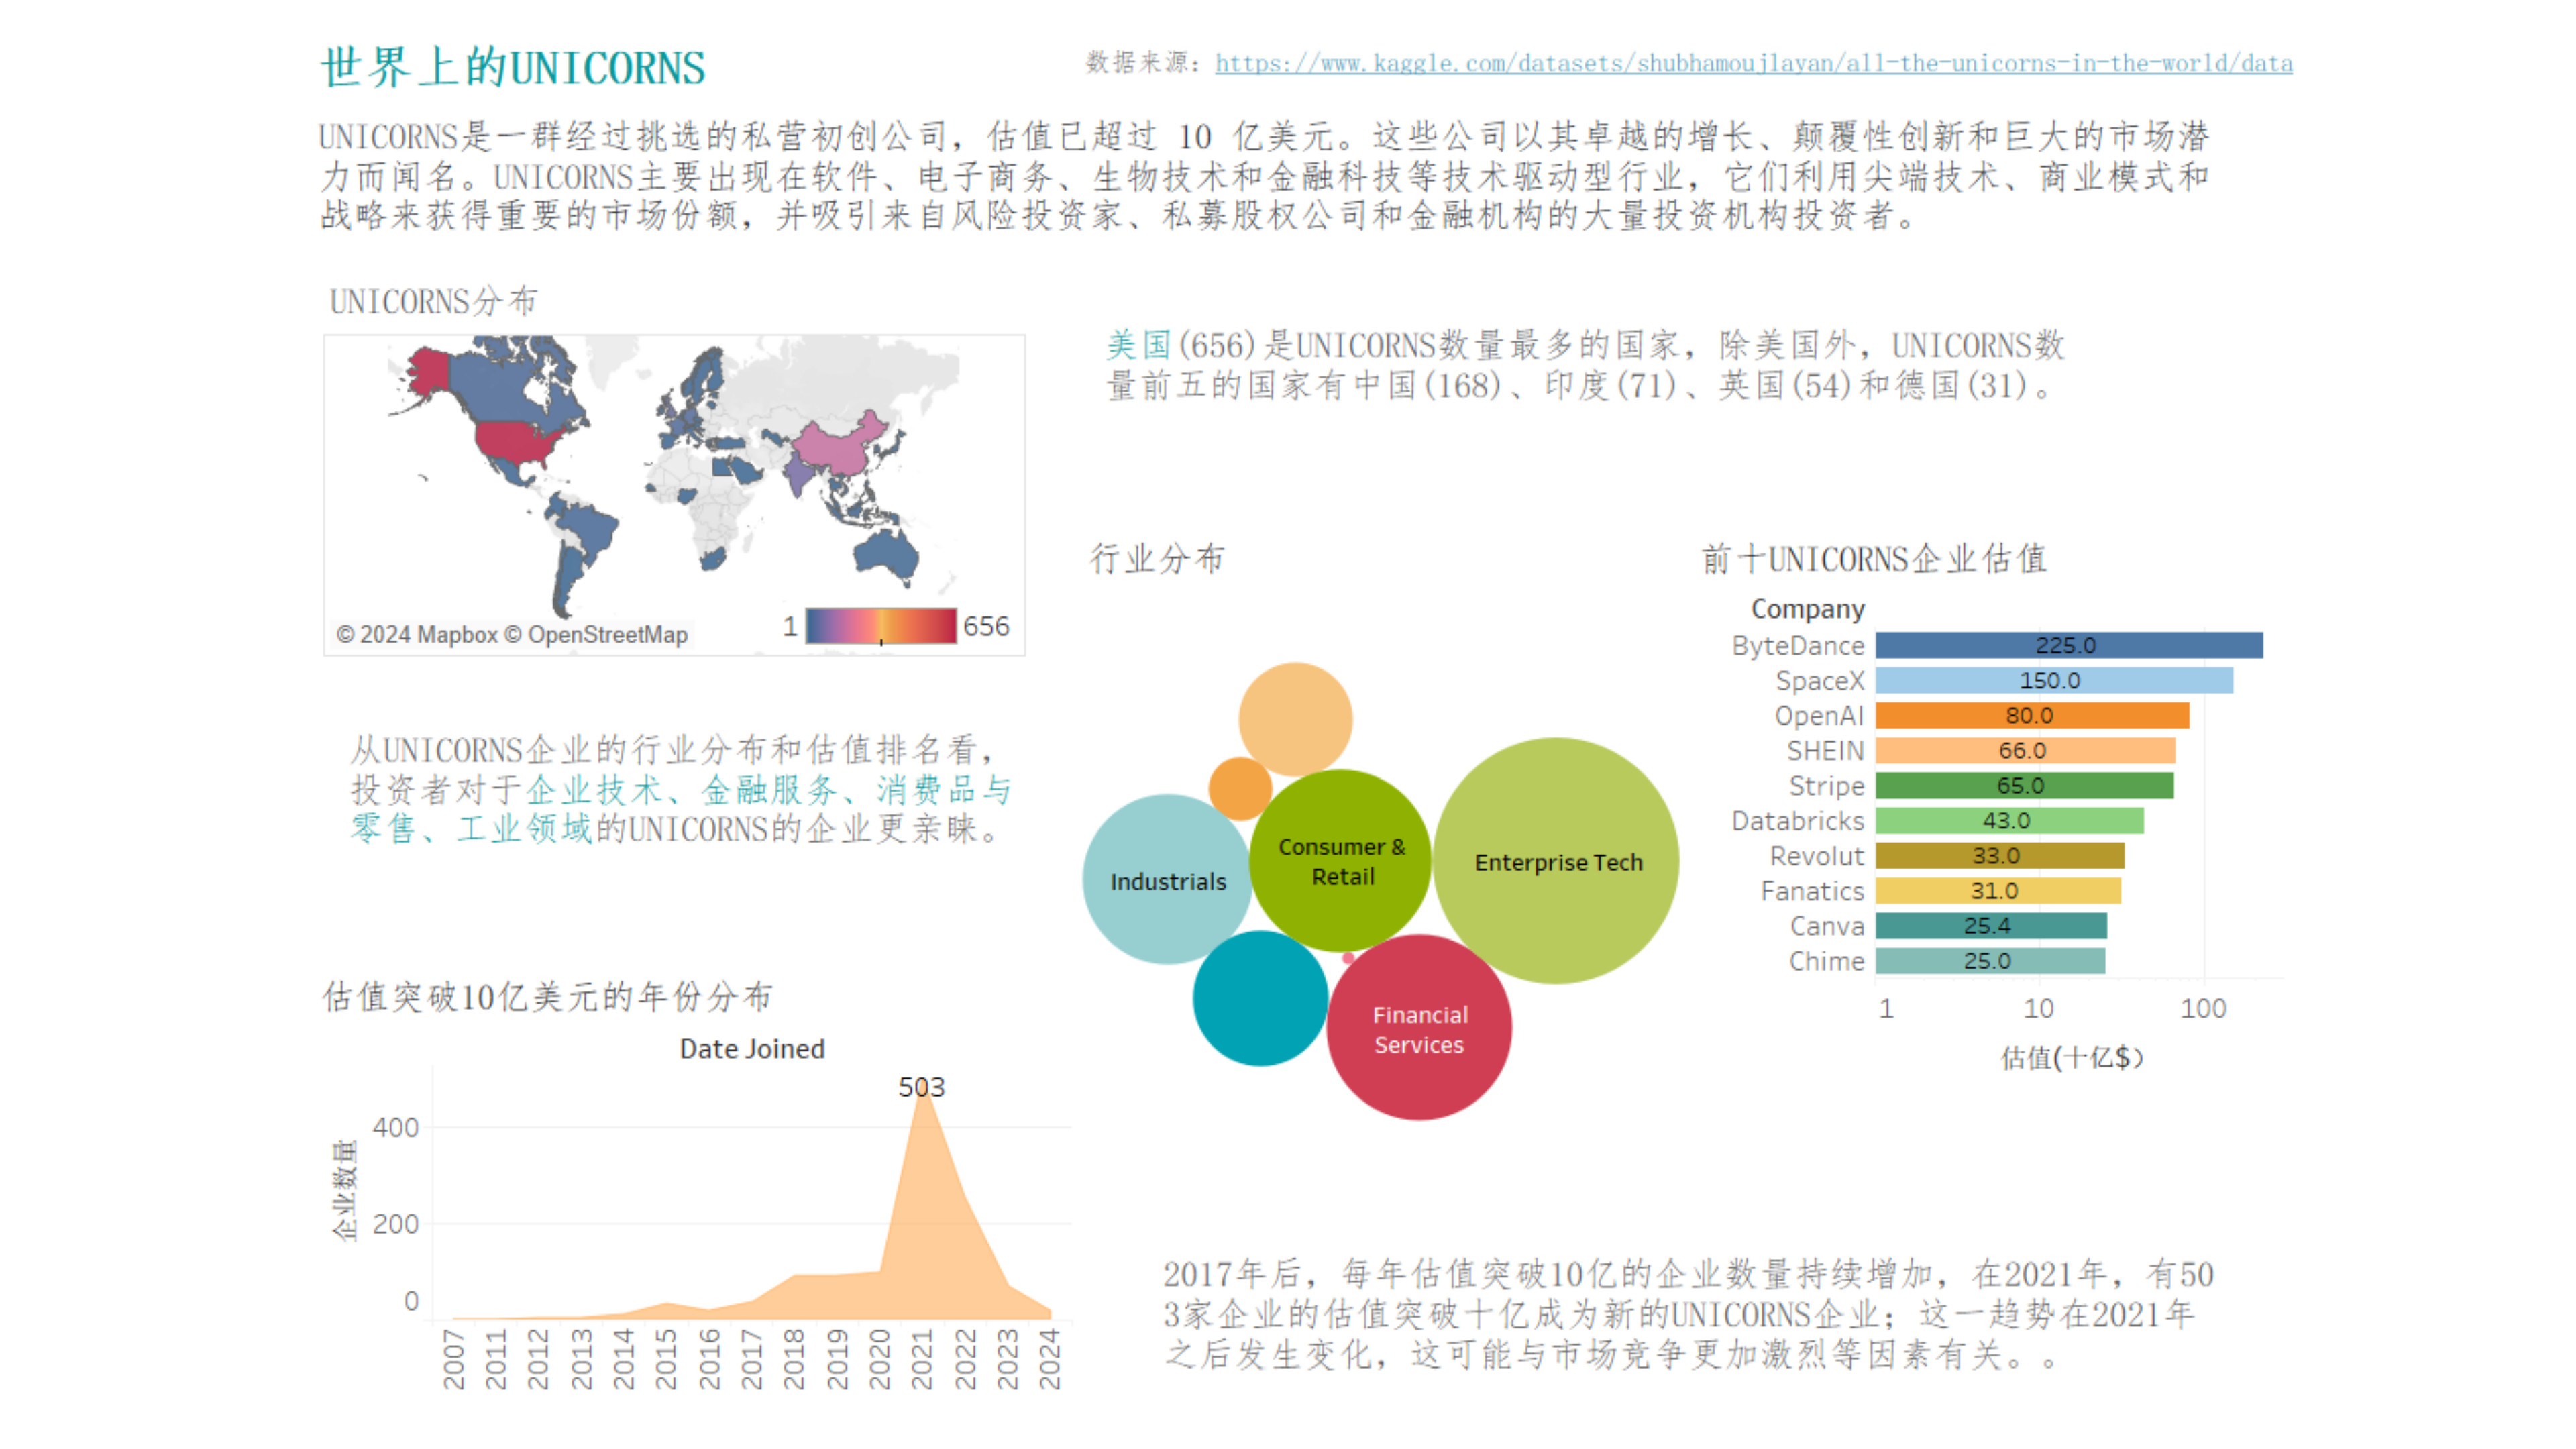 世界上的UNICORNS
数据来源：https://www.kaggle.com/datasets/shubhamoujlayan/all-the-unicorns-in-the-world/data
UNICORNS是一群经过挑选的私营初创公司，估值已超过 10 亿美元。这些公司以其卓越的增长、颠覆性创新和巨大的市场潜
力而闻名。UNICORNS主要出现在软件、电子商务、生物技术和金融科技等技术驱动型行业，它们利用尖端技术、商业模式和
战略来获得重要的市场份额，并吸引来自风险投资家、私募股权公司和金融机构的大量投资机构投资者。
UNICORNS分布
© 2024 Mapbox © OpenStreetMap
1
656
美国(656)是UNICORNS数量最多的国家，除美国外，UNICORNS数
量前五的国家有中国(168)、印度(71)、英国(54)和德国(31)。
从UNICORNS企业的行业分布和估值排名看，
投资者对于企业技术、金融服务、消费品与
零售、工业领域的UNICORNS的企业更亲睐。
行业分布
Industrials
Consumer &
Retail
Enterprise Tech
Financial
Services
前十UNICORNS企业估值
Company
ByteDance 225.0
SpaceX 150.0
OpenAI 80.0
SHEIN 66.0
Stripe 65.0
Databricks 43.0
Revolut 33.0
Fanatics 31.0
Canva 25.4
Chime 25.0
1 10 100
估值(十亿$）
估值突破10亿美元的年份分布
Date Joined
503
企业数量
400
200
0
2007 2011 2012 2013 2014 2015 2016 2017 2018 2019 2020 2021 2022 2023 2024
2017年后，每年估值突破10亿的企业数量持续增加，在2021年，有50
3家企业的估值突破十亿成为新的UNICORNS企业；这一趋势在2021年
之后发生变化，这可能与市场竞争更加激烈等因素有关。。